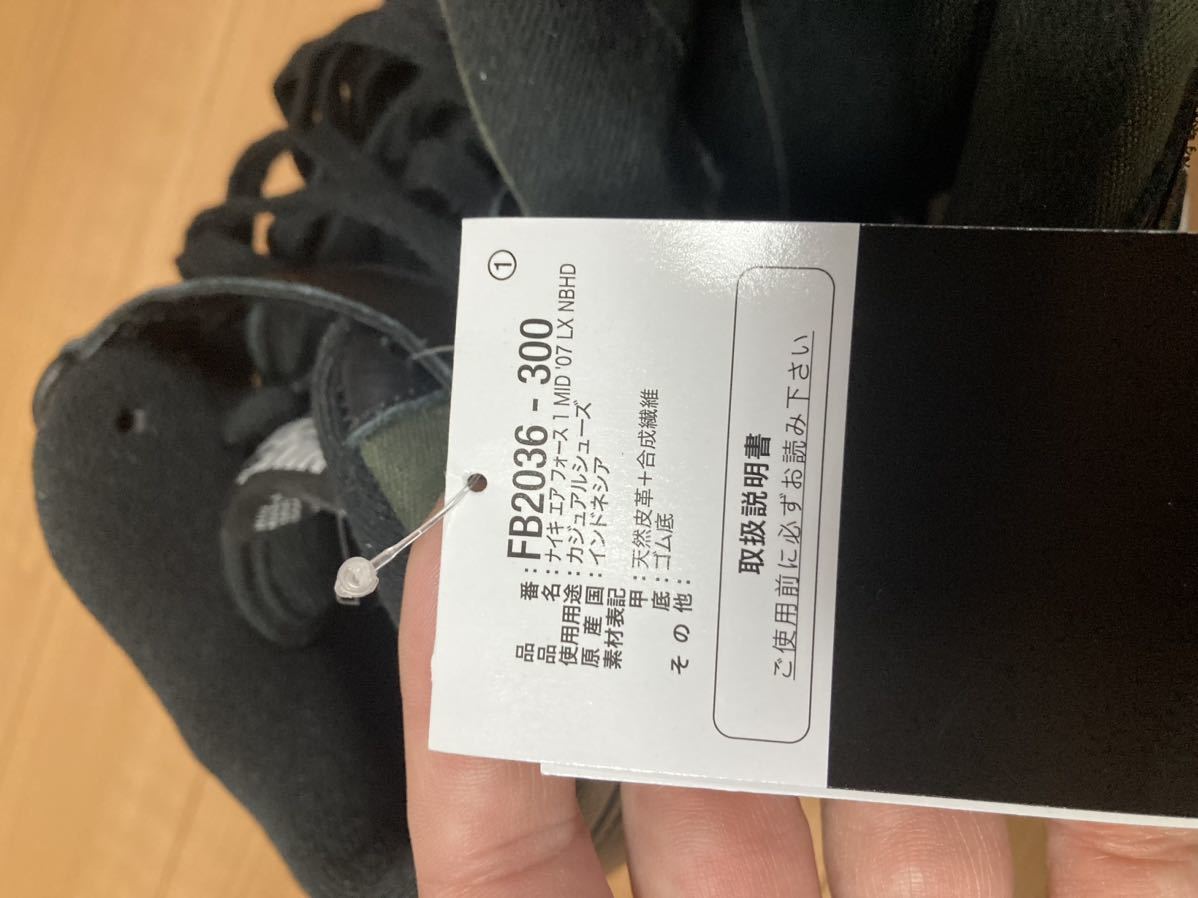 ①
品番：FB2036 - 300
品名：ナイキ エア フォース 1 MID '07 LX NBHD
使用用途：カジュアルシューズ
原産国：インドネシア
素材表記
甲：天然皮革＋合成繊維
底：ゴム底
その他：
取扱説明書
ご使用前に必ずお読み下さい